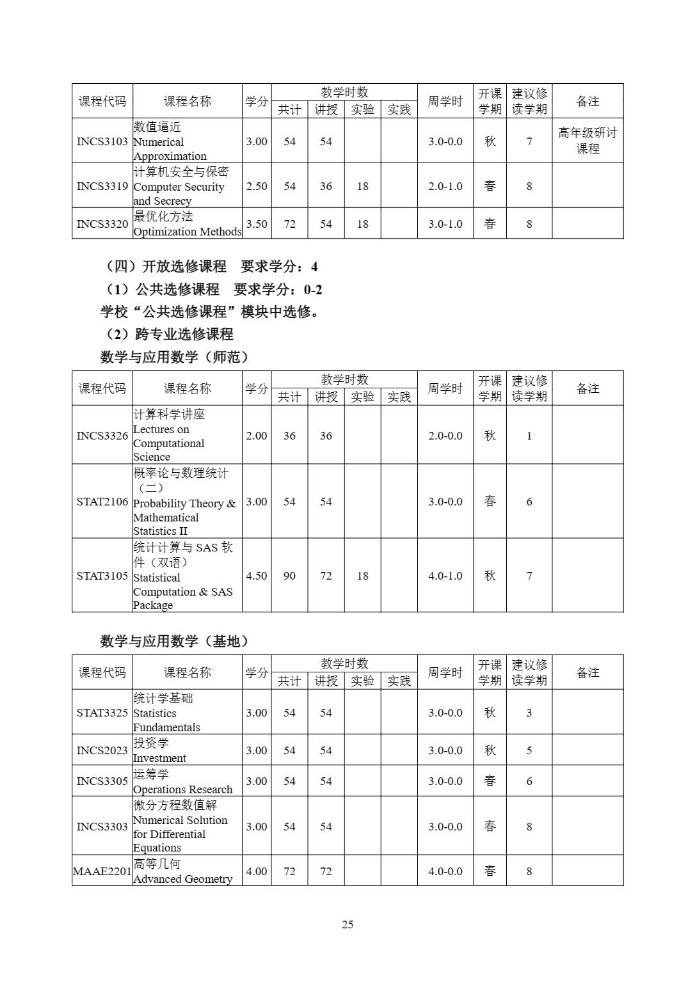 课程代码 课程名称 学分 教学时数 周学时 开课学期 建议修读学期 备注
共计 讲授 实验 实践
INCS3103 数值逼近 Numerical Approximation 3.00 54 54 3.0-0.0 秋 7 高年级研讨课程
INCS3319 计算机安全与保密 Computer Security and Secrecy 2.50 54 36 18 2.0-1.0 春 8
INCS3320 最优化方法 Optimization Methods 3.50 72 54 18 3.0-1.0 春 8
（四）开放选修课程 要求学分：4
（1）公共选修课程 要求学分：0-2
学校“公共选修课程”模块中选修。
（2）跨专业选修课程
数学与应用数学（师范）
课程代码 课程名称 学分 教学时数 周学时 开课学期 建议修读学期 备注
共计 讲授 实验 实践
INCS3326 计算科学讲座 Lectures on Computational Science 2.00 36 36 2.0-0.0 秋 1
STAT2106 概率论与数理统计（二） Probability Theory & Mathematical Statistics II 3.00 54 54 3.0-0.0 春 6
STAT3105 统计计算与 SAS 软件（双语） Statistical Computation & SAS Package 4.50 90 72 18 4.0-1.0 秋 7
数学与应用数学（基地）
课程代码 课程名称 学分 教学时数 周学时 开课学期 建议修读学期 备注
共计 讲授 实验 实践
STAT3325 统计学基础 Statistics Fundamentals 3.00 54 54 3.0-0.0 秋 3
INCS2023 投资学 Investment 3.00 54 54 3.0-0.0 秋 5
INCS3305 运筹学 Operations Research 3.00 54 54 3.0-0.0 春 6
INCS3303 微分方程数值解 Numerical Solution for Differential Equations 3.00 54 54 3.0-0.0 春 8
MAAE2201 高等几何 Advanced Geometry 4.00 72 72 4.0-0.0 春 8
25